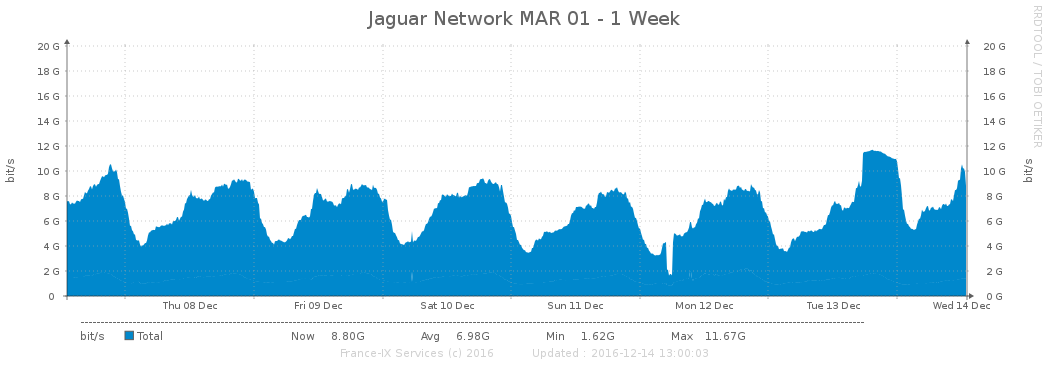 Jaguar Network MAR 01 - 1 Week
RRDTOOL / TOBI OETIKER
bit/s
bit/s
20 G 20 G
18 G 18 G
16 G 16 G
14 G 14 G
12 G 12 G
10 G 10 G
8 G 8 G
6 G 6 G
4 G 4 G
2 G 2 G
0 0 G
Thu 08 Dec Fri 09 Dec Sat 10 Dec Sun 11 Dec Mon 12 Dec Tue 13 Dec Wed 14 Dec
bit/s Total Now 8.80G Avg 6.98G Min 1.62G Max 11.67G
France-IX Services (c) 2016 Updated : 2016-12-14 13:00:03